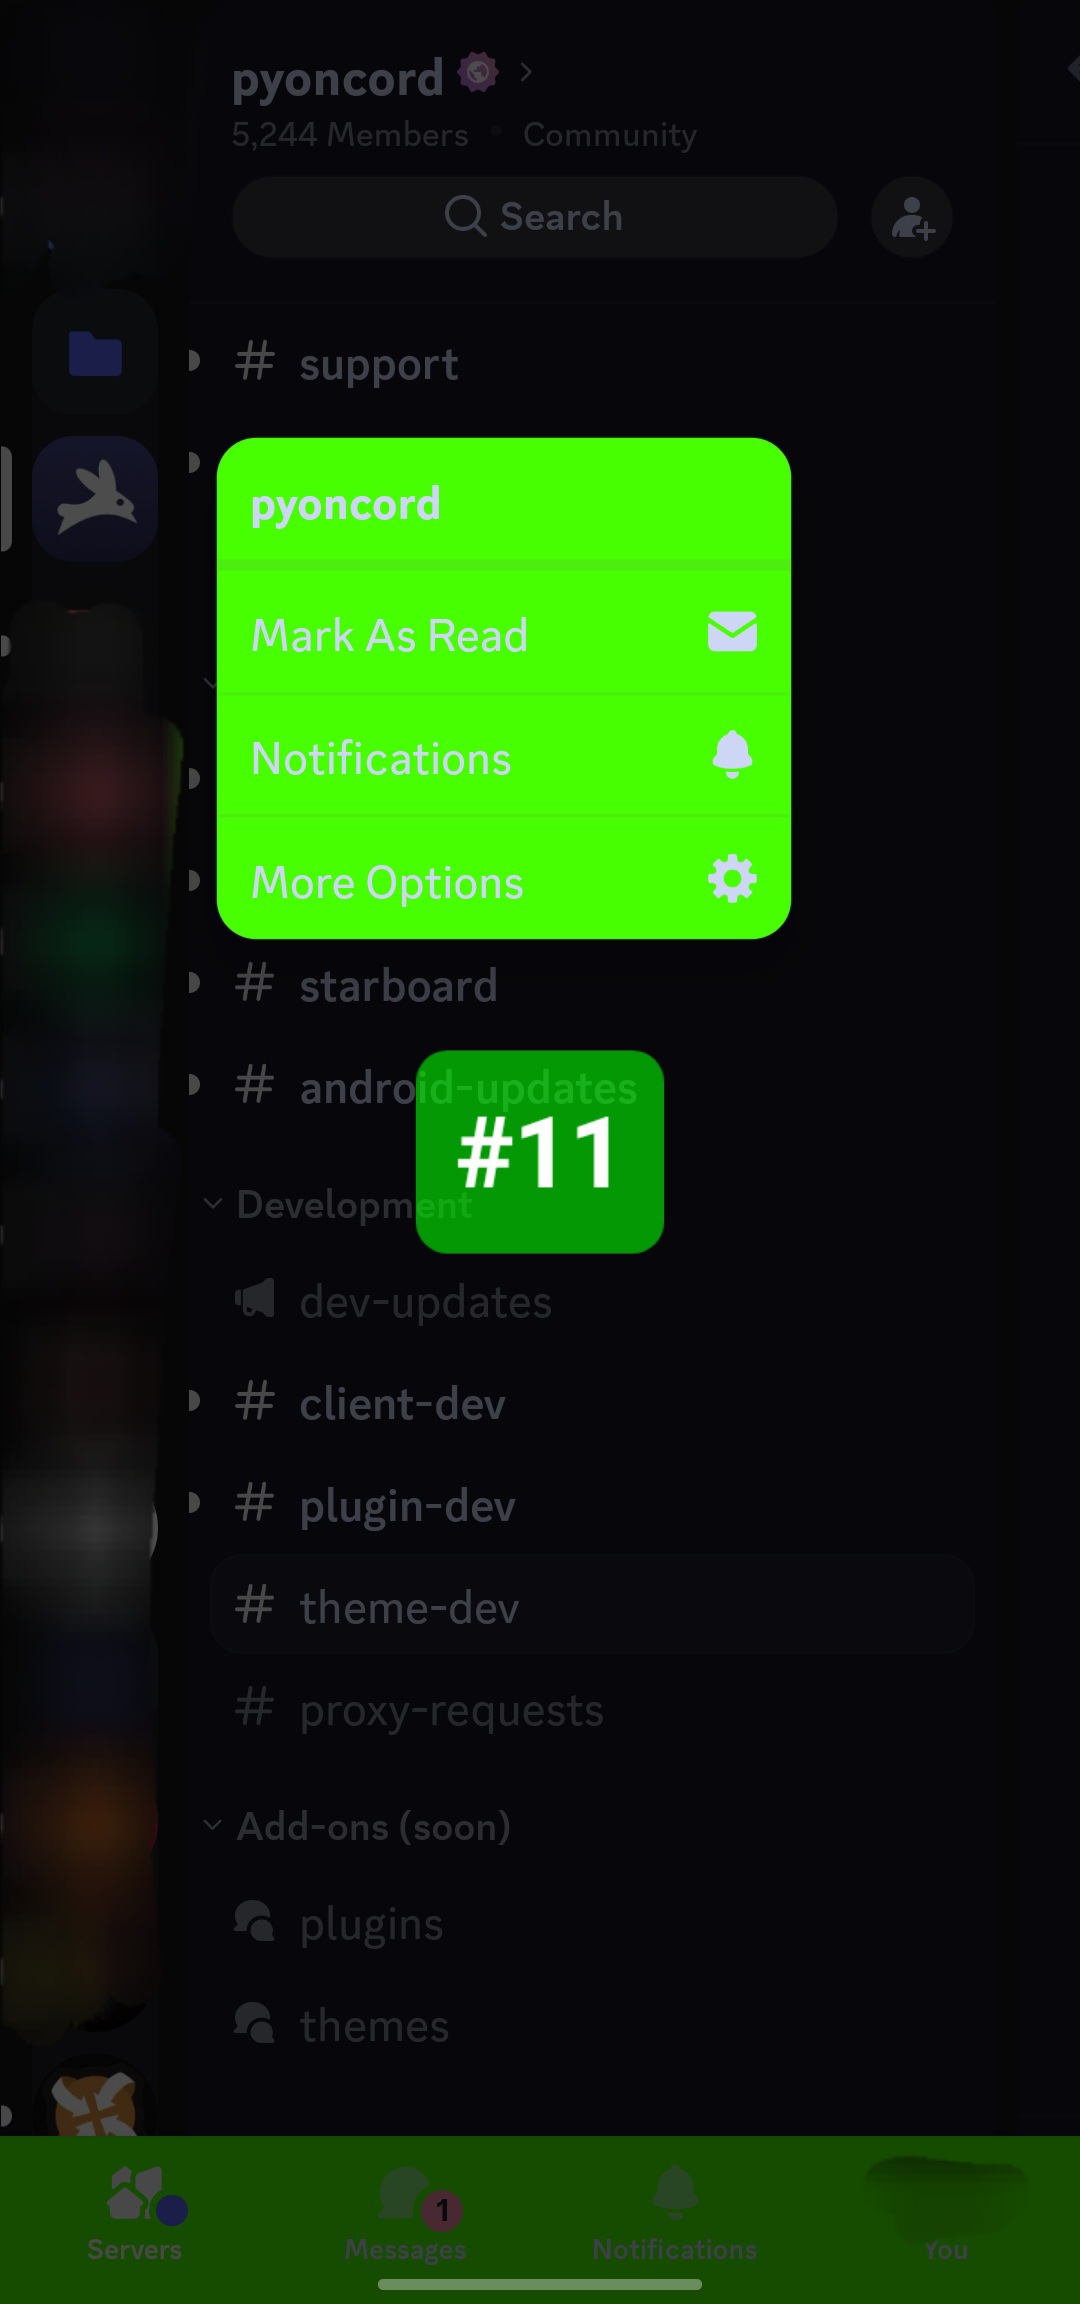 pyoncord
5,244 Members • Community
Search
support
pyoncord
Mark As Read
Notifications
More Options
starboard
android-updates
#11
Development
dev-updates
client-dev
plugin-dev
theme-dev
proxy-requests
Add-ons (soon)
plugins
themes
1
Servers
Messages
Notifications
You